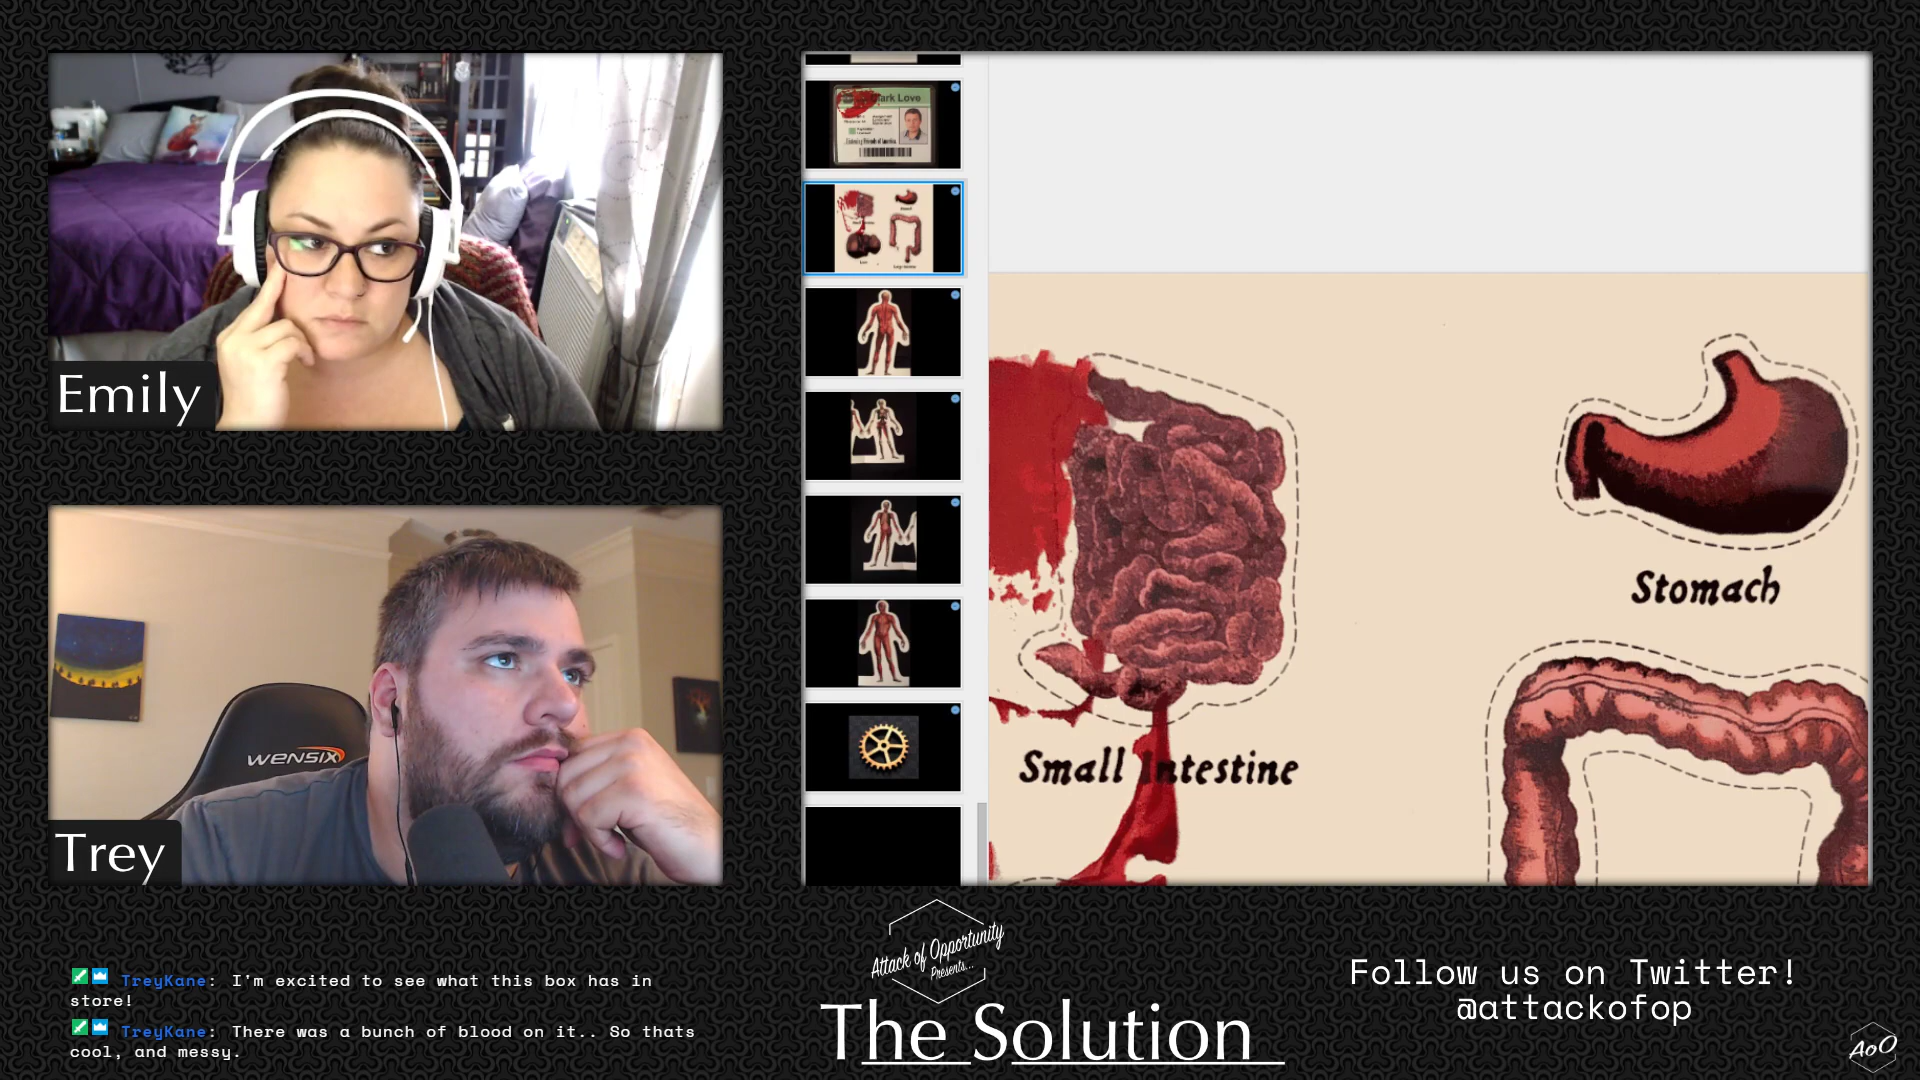 Emily
WENSIX
Trey
TreyKane: I'm excited to see what this box has in
store!
TreyKane: There was a bunch of blood on it.. So thats
cool, and messy.
ark Love
Stomach
Small Intestine
Attack of Opportunity
Presents...
The Solution
Follow us on Twitter!
@attackofop
AoO